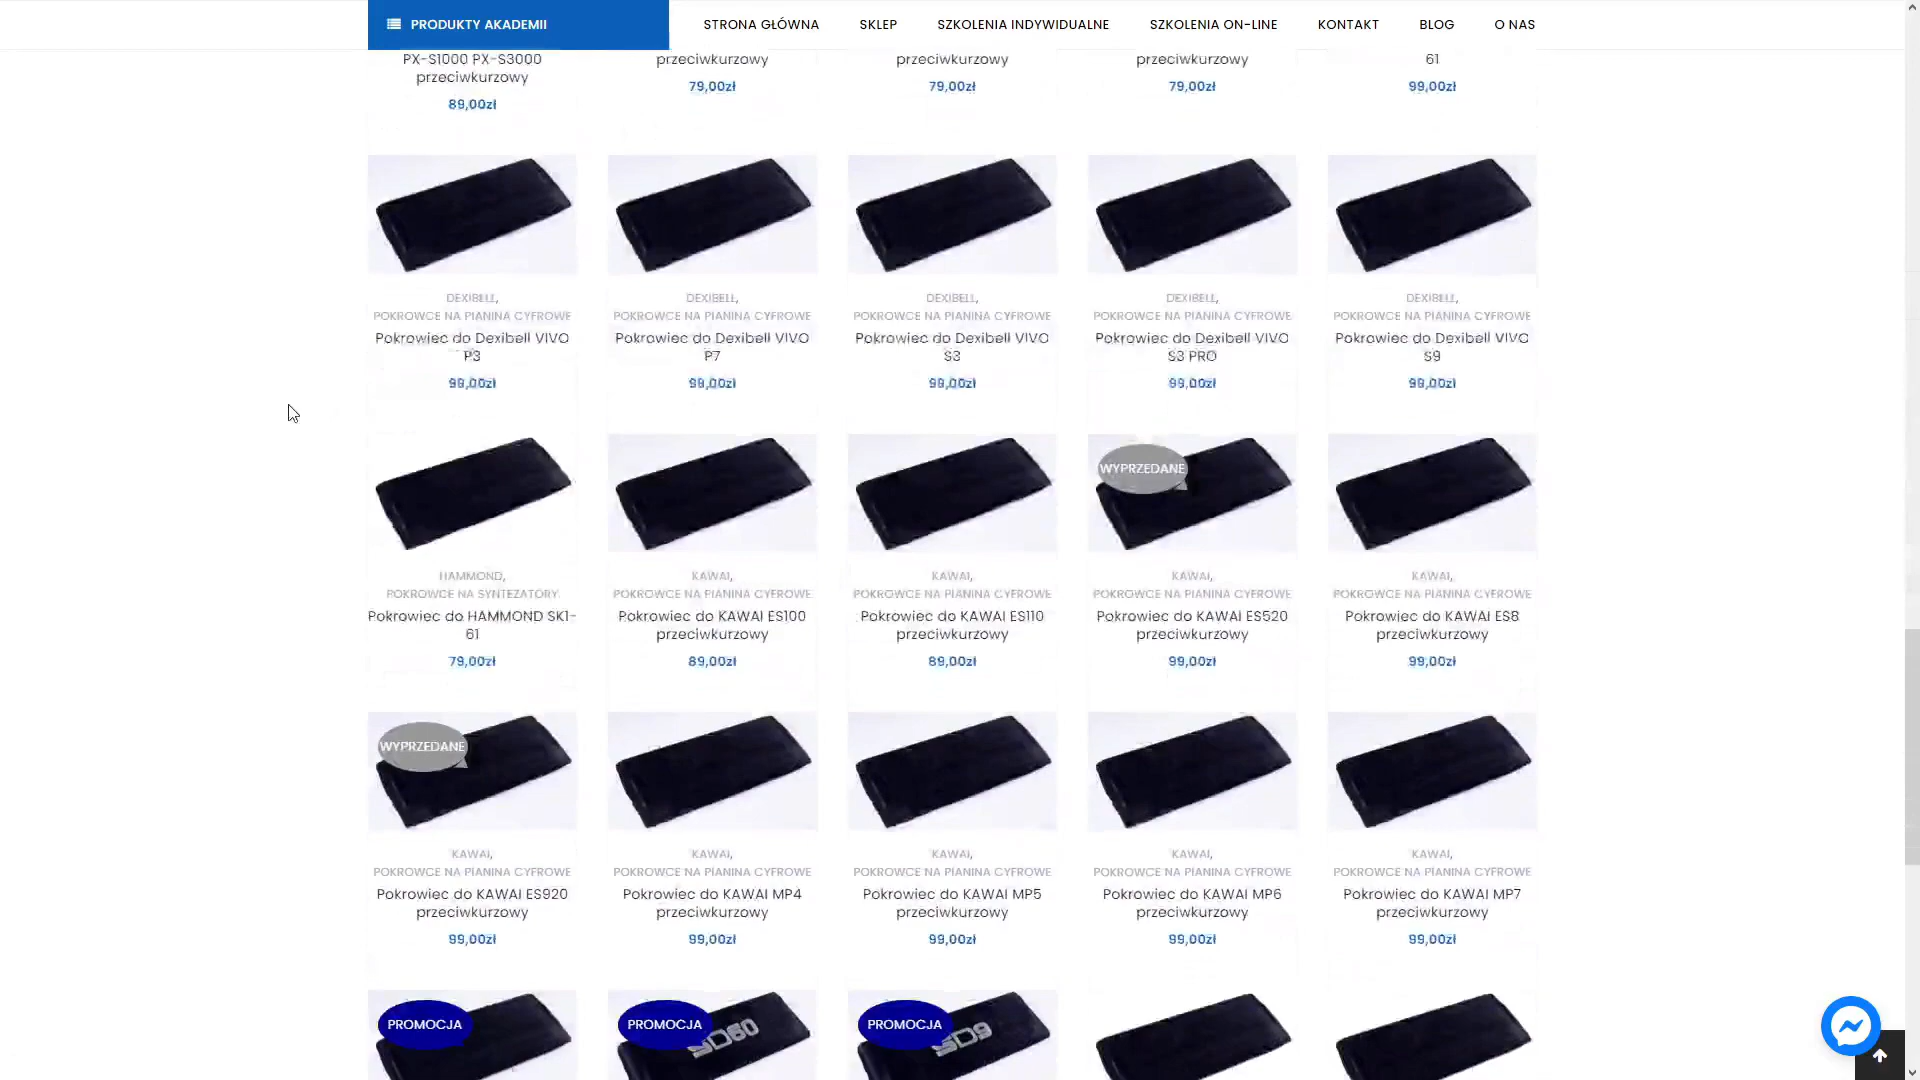 PRODUKTY AKADEMII
STRONA GŁÓWNA
SKLEP
SZKOLENIA INDYWIDUALNE
SZKOLENIA ON-LINE
KONTAKT
BLOG
O NAS
PX-S1000 PX-S3000
przeciwkurzowy
89,00zł
przeciwkurzowy
79,00zł
przeciwkurzowy
79,00zł
przeciwkurzowy
79,00zł
61
99,00zł
DEXIBELL,
POKROWCE NA PIANINA CYFROWE
Pokrowiec do Dexibell VIVO
P3
99,00zł
DEXIBELL,
POKROWCE NA PIANINA CYFROWE
Pokrowiec do Dexibell VIVO
P7
99,00zł
DEXIBELL,
POKROWCE NA PIANINA CYFROWE
Pokrowiec do Dexibell VIVO
S3
99,00zł
DEXIBELL,
POKROWCE NA PIANINA CYFROWE
Pokrowiec do Dexibell VIVO
S3 PRO
99,00zł
DEXIBELL,
POKROWCE NA PIANINA CYFROWE
Pokrowiec do Dexibell VIVO
S9
99,00zł
HAMMOND,
POKROWCE NA SYNTEZATORY
Pokrowiec do HAMMOND SK1-
61
79,00zł
KAWAI,
POKROWCE NA PIANINA CYFROWE
Pokrowiec do KAWAI ES100
przeciwkurzowy
89,00zł
KAWAI,
POKROWCE NA PIANINA CYFROWE
Pokrowiec do KAWAI ES110
przeciwkurzowy
89,00zł
WYPRZEDANE
KAWAI,
POKROWCE NA PIANINA CYFROWE
Pokrowiec do KAWAI ES520
przeciwkurzowy
99,00zł
KAWAI,
POKROWCE NA PIANINA CYFROWE
Pokrowiec do KAWAI ES8
przeciwkurzowy
99,00zł
WYPRZEDANE
KAWAI,
POKROWCE NA PIANINA CYFROWE
Pokrowiec do KAWAI ES920
przeciwkurzowy
99,00zł
KAWAI,
POKROWCE NA PIANINA CYFROWE
Pokrowiec do KAWAI MP4
przeciwkurzowy
99,00zł
KAWAI,
POKROWCE NA PIANINA CYFROWE
Pokrowiec do KAWAI MP5
przeciwkurzowy
99,00zł
KAWAI,
POKROWCE NA PIANINA CYFROWE
Pokrowiec do KAWAI MP6
przeciwkurzowy
99,00zł
KAWAI,
POKROWCE NA PIANINA CYFROWE
Pokrowiec do KAWAI MP7
przeciwkurzowy
99,00zł
PROMOCJA
PROMOCJA
SD60
PROMOCJA
SD9